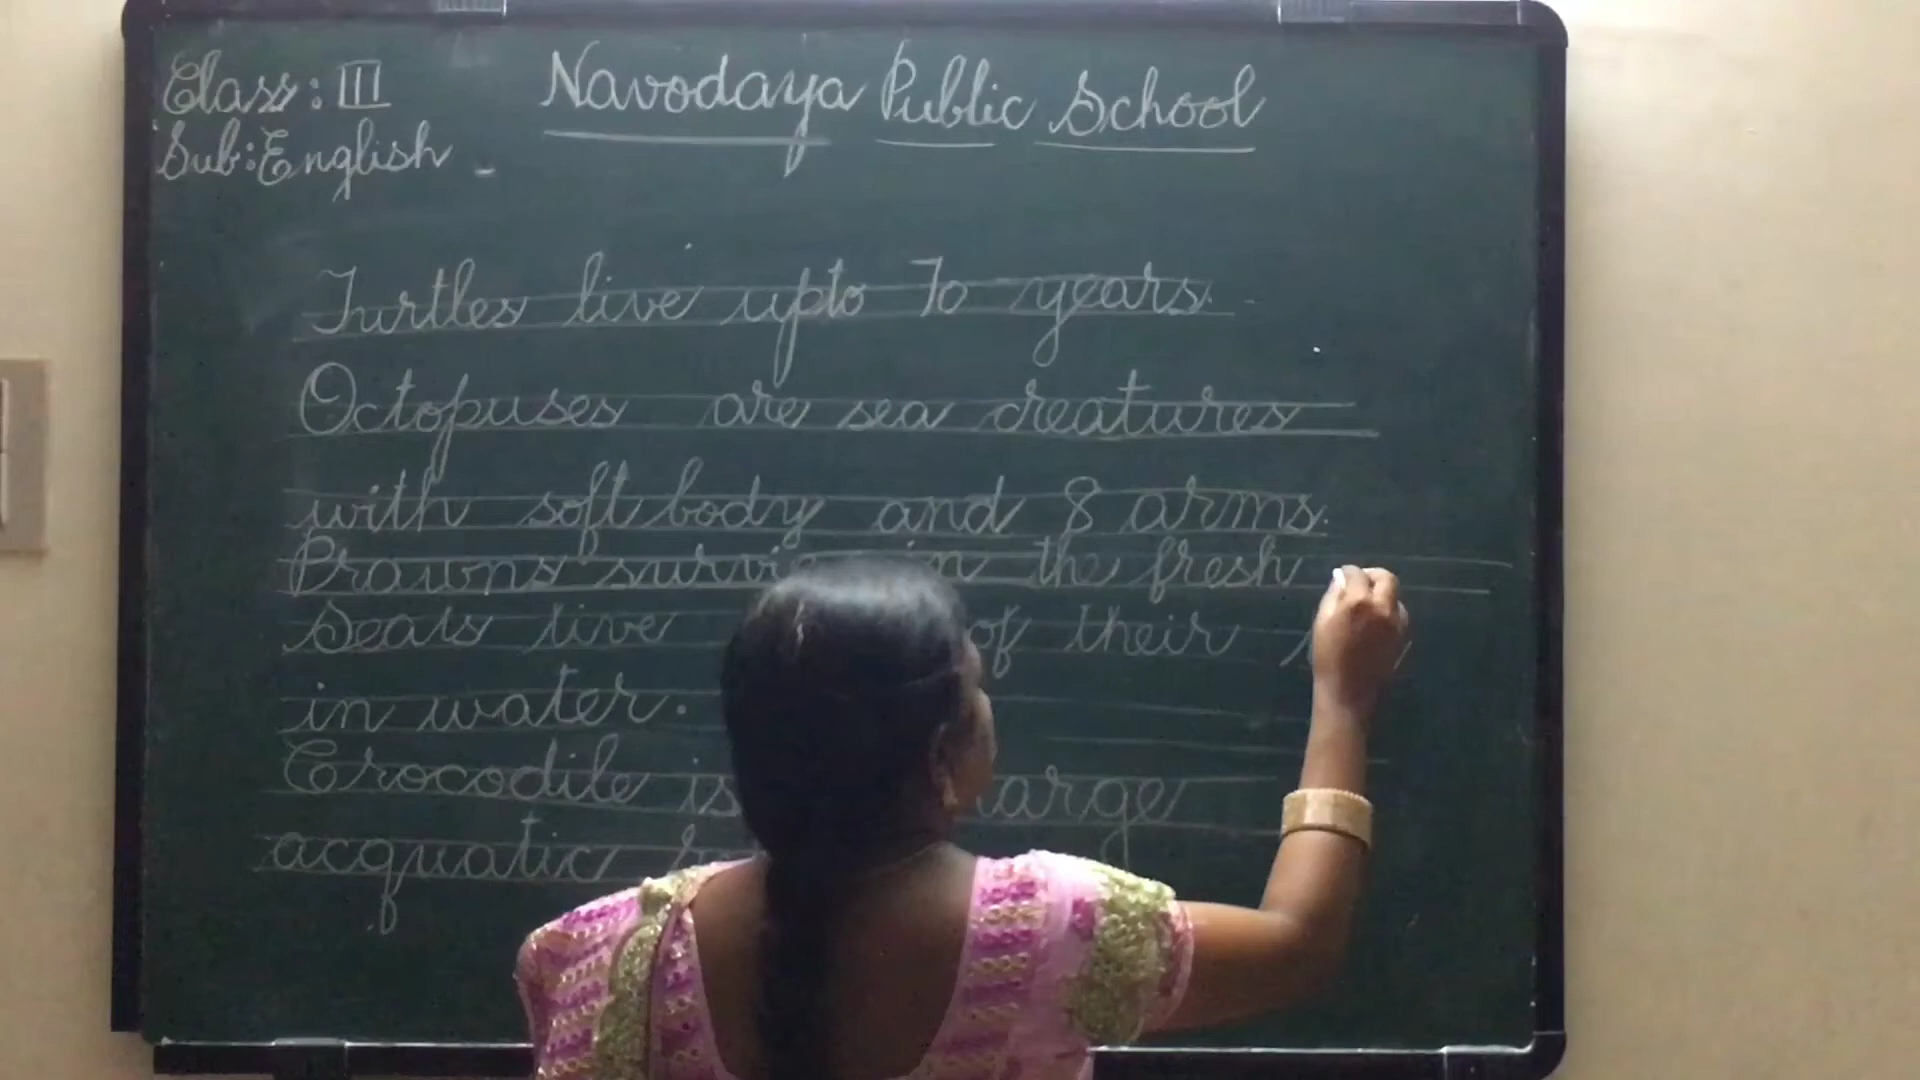 Class: III
Navodaya Public School
Sub: English
Turtles live upto 70 years.
Octopuses are sea creatures
with soft body and 8 arms.
Prawns in the fresh
Seals live of their
in water.
Crocodile is
acquatic